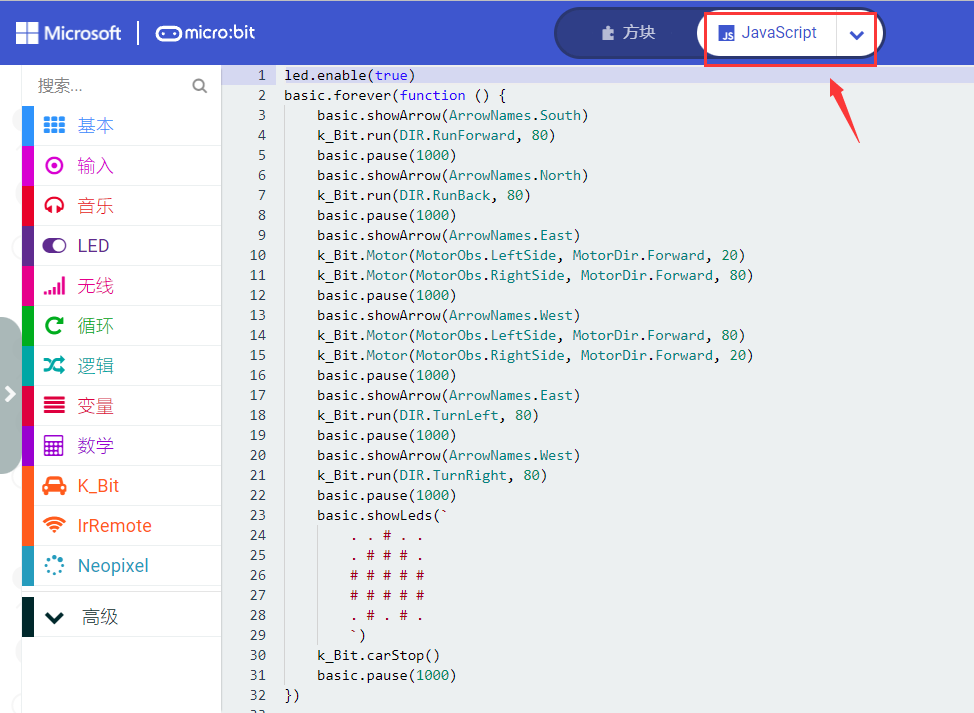 Microsoft micro:bit 方块 JS JavaScript
搜索...
基本
输入
音乐
LED
无线
循环
逻辑
变量
数学
K_Bit
IrRemote
Neopixel
高级
1 led.enable(true)
2 basic.forever(function () {
3 basic.showArrow(ArrowNames.South)
4 k_Bit.run(DIR.RunForward, 80)
5 basic.pause(1000)
6 basic.showArrow(ArrowNames.North)
7 k_Bit.run(DIR.RunBack, 80)
8 basic.pause(1000)
9 basic.showArrow(ArrowNames.East)
10 k_Bit.Motor(MotorObs.LeftSide, MotorDir.Forward, 20)
11 k_Bit.Motor(MotorObs.RightSide, MotorDir.Forward, 80)
12 basic.pause(1000)
13 basic.showArrow(ArrowNames.West)
14 k_Bit.Motor(MotorObs.LeftSide, MotorDir.Forward, 80)
15 k_Bit.Motor(MotorObs.RightSide, MotorDir.Forward, 20)
16 basic.pause(1000)
17 basic.showArrow(ArrowNames.East)
18 k_Bit.run(DIR.TurnLeft, 80)
19 basic.pause(1000)
20 basic.showArrow(ArrowNames.West)
21 k_Bit.run(DIR.TurnRight, 80)
22 basic.pause(1000)
23 basic.showLeds(`
24 . . # . .
25 . # # # .
26 # # # # #
27 # # # # #
28 . # . # .
29 `)
30 k_Bit.carStop()
31 basic.pause(1000)
32 })